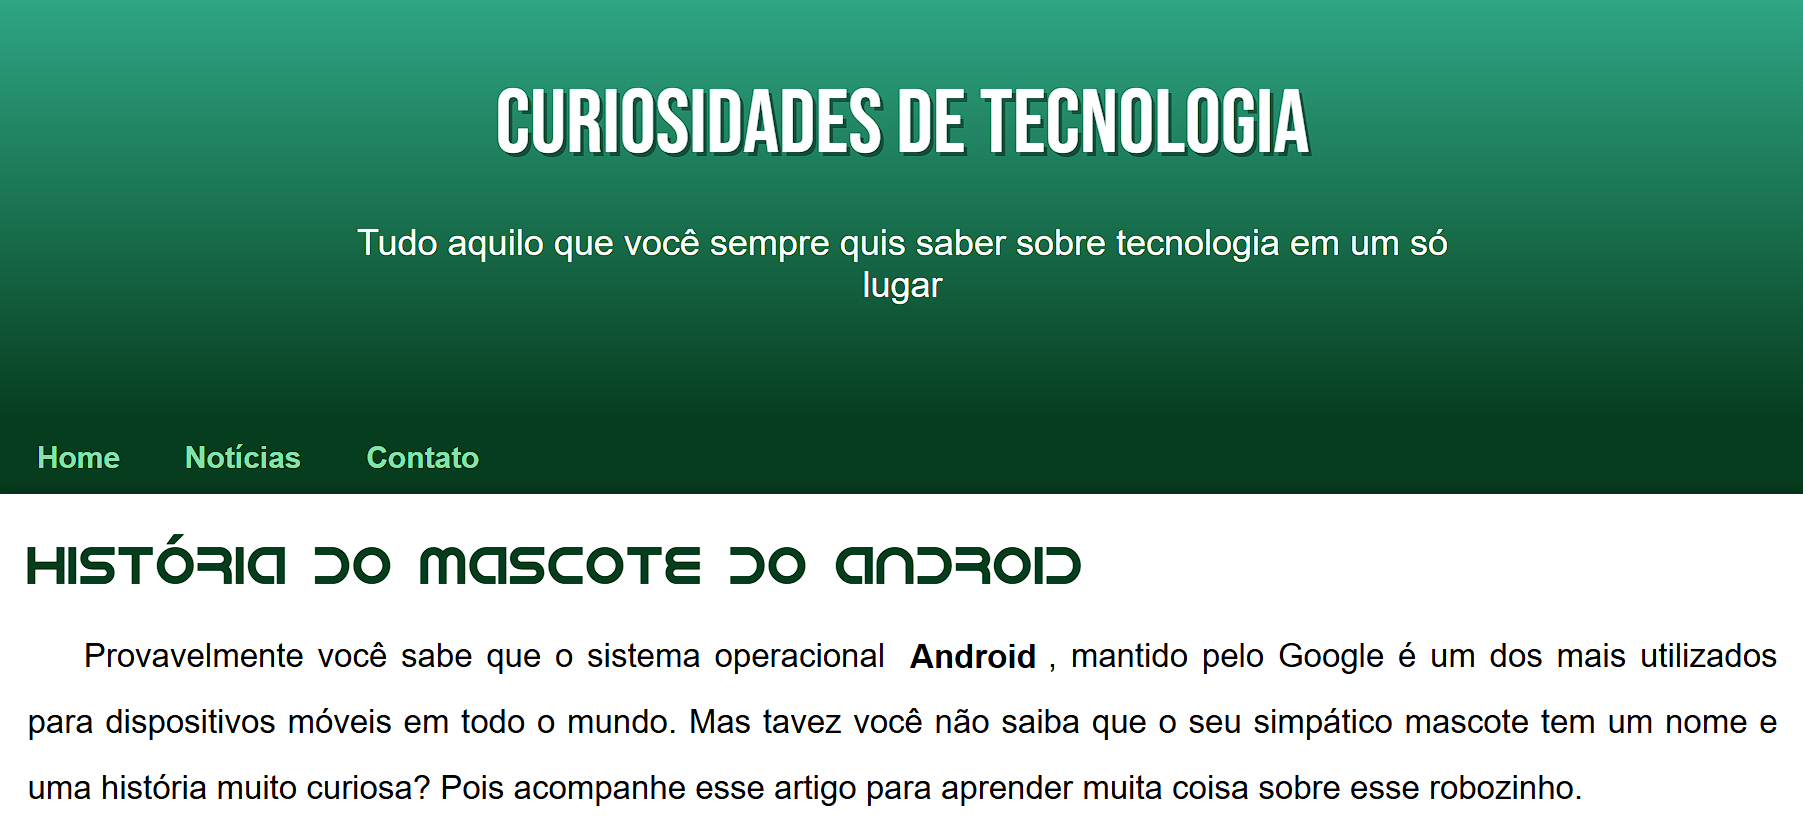 CURIOSIDADES DE TECNOLOGIA
Tudo aquilo que você sempre quis saber sobre tecnologia em um só
lugar
Home Notícias Contato
HISTÓRIA DO MASCOTE DO ANDROID
Provavelmente você sabe que o sistema operacional Android , mantido pelo Google é um dos mais utilizados
para dispositivos móveis em todo o mundo. Mas tavez você não saiba que o seu simpático mascote tem um nome e
uma história muito curiosa? Pois acompanhe esse artigo para aprender muita coisa sobre esse robozinho.